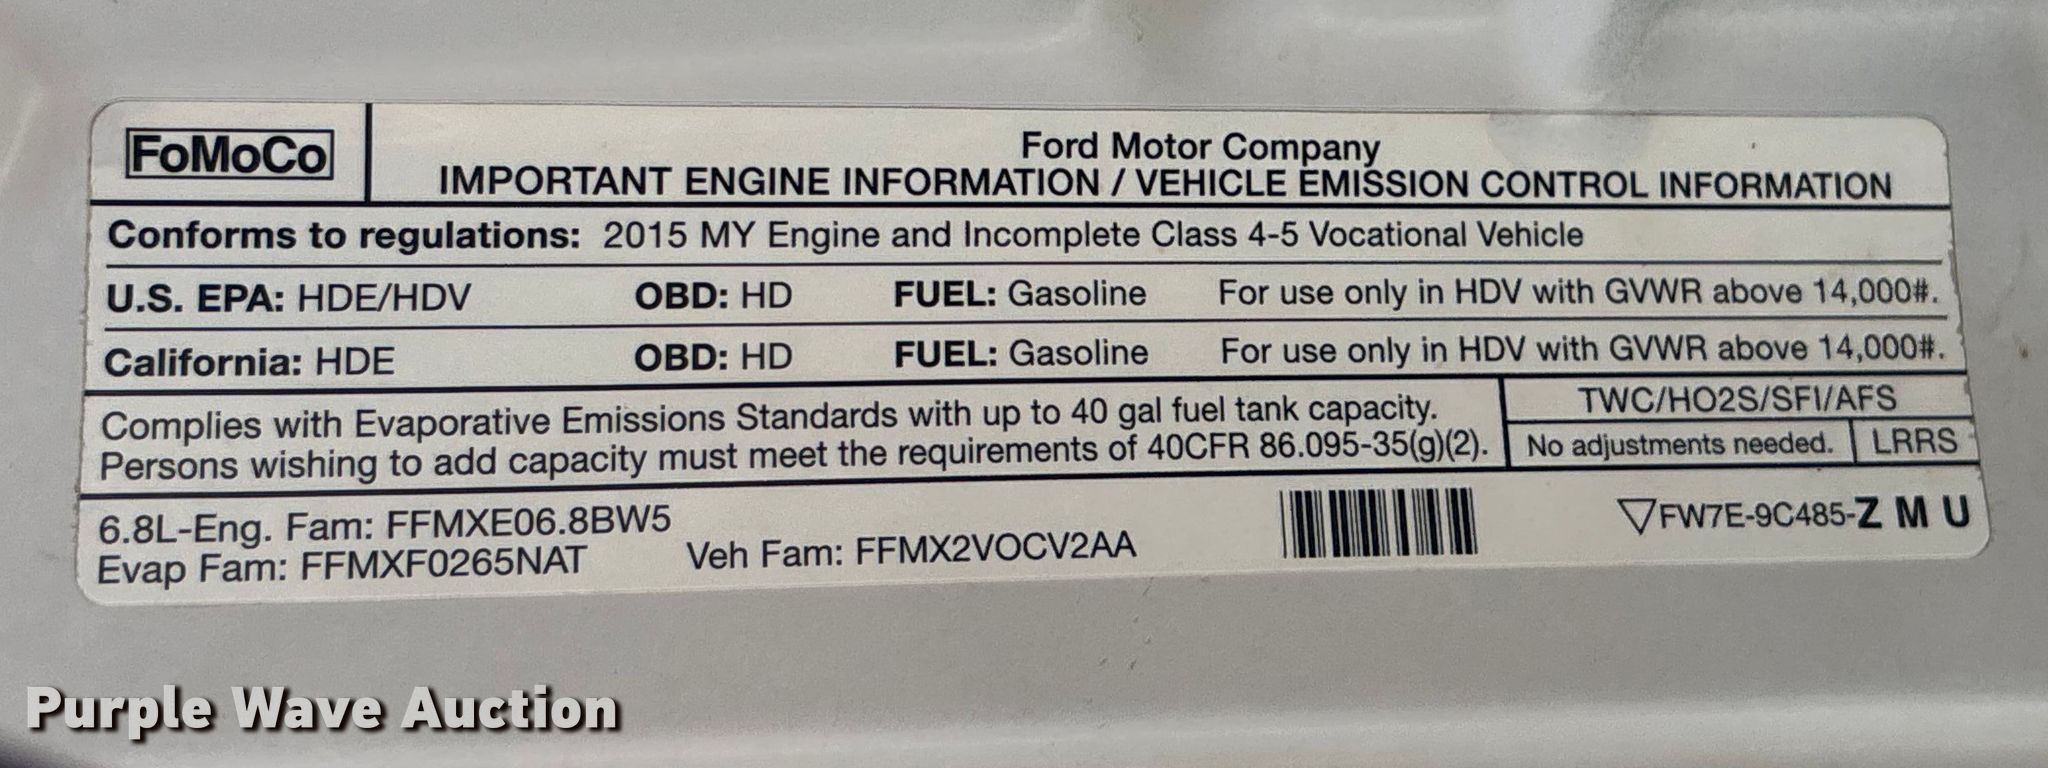 FoMoCo
Ford Motor Company
IMPORTANT ENGINE INFORMATION / VEHICLE EMISSION CONTROL INFORMATION
Conforms to regulations: 2015 MY Engine and Incomplete Class 4-5 Vocational Vehicle
U.S. EPA: HDE/HDV OBD: HD FUEL: Gasoline For use only in HDV with GVWR above 14,000#.
California: HDE OBD: HD FUEL: Gasoline For use only in HDV with GVWR above 14,000#.
Complies with Evaporative Emissions Standards with up to 40 gal fuel tank capacity.
Persons wishing to add capacity must meet the requirements of 40CFR 86.095-35(g)(2).
TWC/HO2S/SFI/AFS
No adjustments needed. LRRS
6.8L-Eng. Fam: FFMXE06.8BW5
Evap Fam: FFMXF0265NAT
Veh Fam: FFMX2VOCV2AA
▽FW7E-9C485-Z M U
Purple Wave Auction